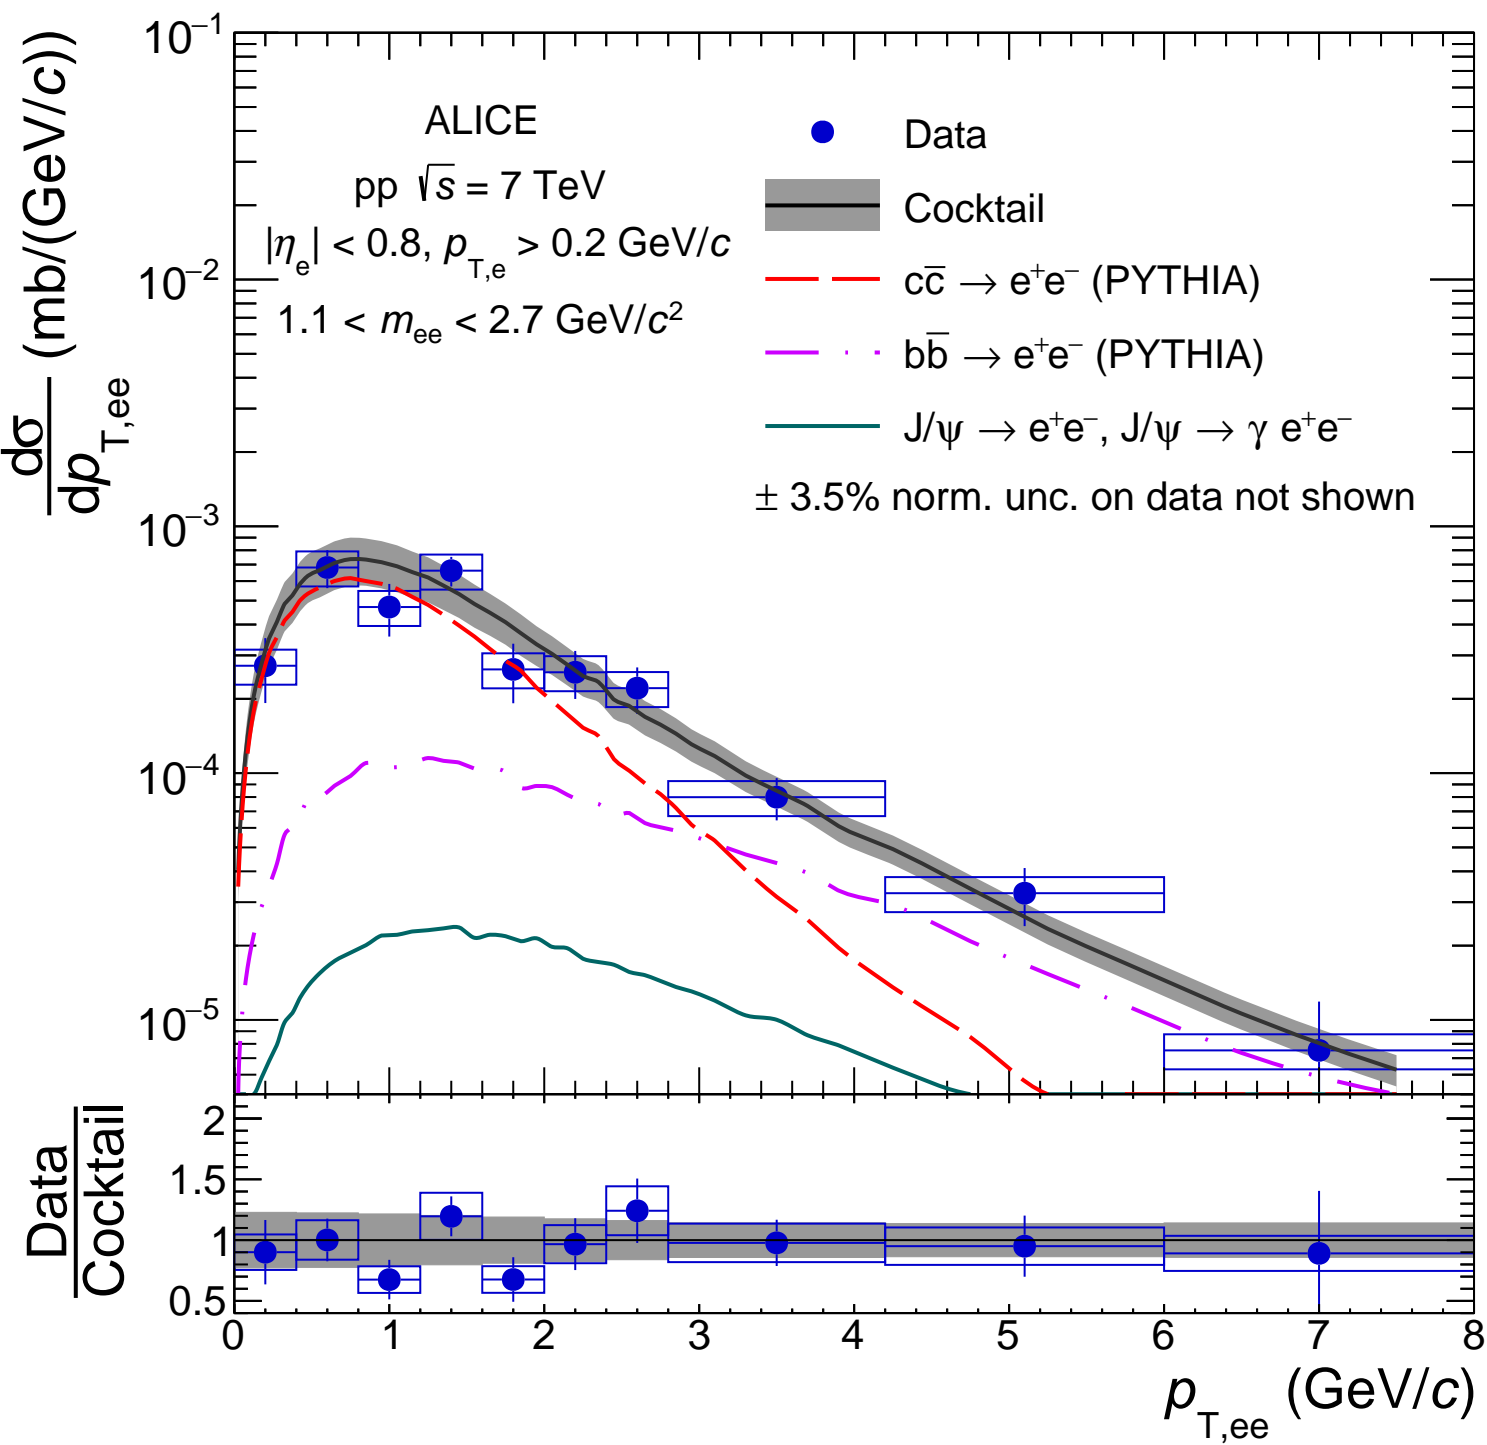 dσ
dp_T,ee (mb/(GeV/c))
10⁻¹
10⁻²
10⁻³
10⁻⁴
10⁻⁵
ALICE
pp √s = 7 TeV
|η_e| < 0.8, p_T,e > 0.2 GeV/c
1.1 < m_ee < 2.7 GeV/c²
Data
Cocktail
cc̅ → e⁺e⁻ (PYTHIA)
bb̅ → e⁺e⁻ (PYTHIA)
J/ψ → e⁺e⁻, J/ψ → γ e⁺e⁻
± 3.5% norm. unc. on data not shown
Data
Cocktail
2
1.5
1
0.5
0 1 2 3 4 5 6 7 8
p_T,ee (GeV/c)